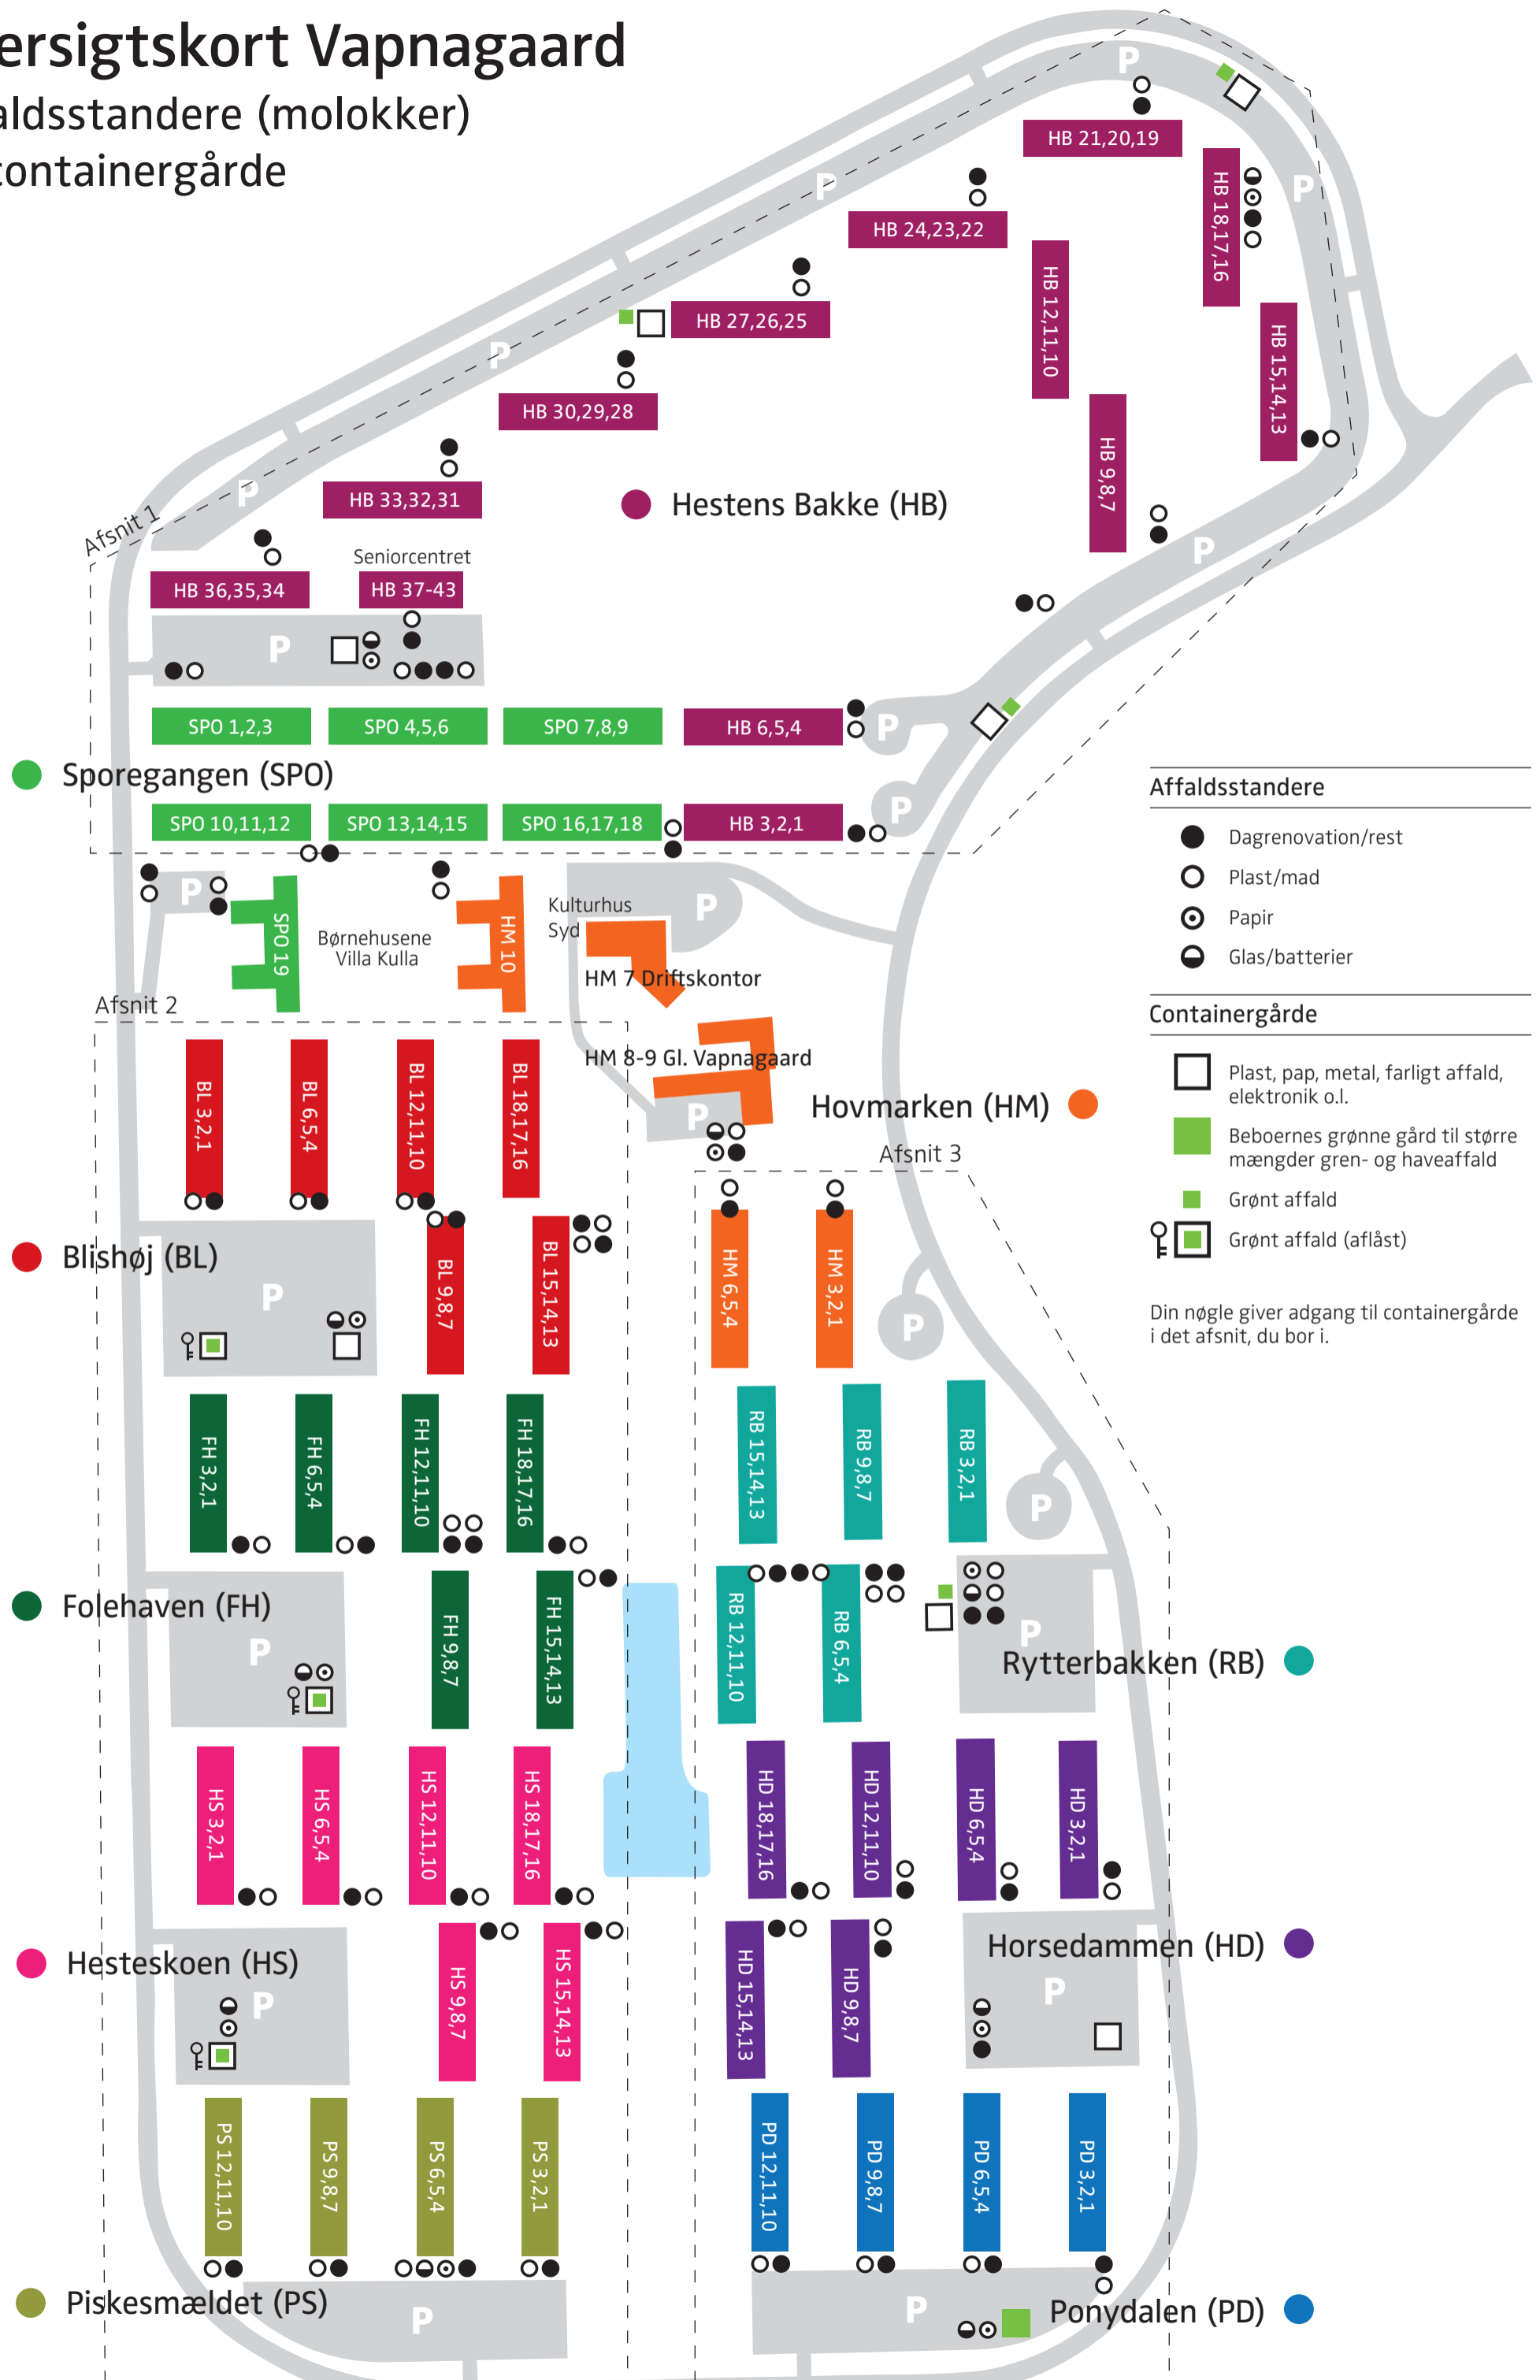 ersigtskort Vapnagaard
aldsstandere (molokker)
containergårde
P
HB 21,20,19
P
HB 18,17,16
P
HB 24,23,22
HB 12,11,10
HB 27,26,25
HB 15,14,13
P
HB 30,29,28
HB 9,8,7
P
HB 33,32,31
Hestens Bakke (HB)
Afsnit 1
P
Seniorcentret
HB 36,35,34
HB 37-43
P
SPO 1,2,3
SPO 4,5,6
SPO 7,8,9
HB 6,5,4
P
Sporegangen (SPO)
P
SPO 10,11,12
SPO 13,14,15
SPO 16,17,18
HB 3,2,1
Affaldsstandere
Dagrenovation/rest
Plast/mad
Papir
Glas/batterier
Containergårde
Plast, pap, metal, farligt affald,
elektronik o.l.
Beboernes grønne gård til større
mængder gren- og haveaffald
Grønt affald
Grønt affald (aflåst)
Din nøgle giver adgang til containergårde
i det afsnit, du bor i.
P
SPO 19
Børnehusene
Villa Kulla
HM 10
Kulturhus
Syd
P
HM 7 Driftskontor
HM 8-9 Gl. Vapnagaard
P
Hovmarken (HM)
Afsnit 2
BL 3,2,1
BL 6,5,4
BL 12,11,10
BL 18,17,16
Afsnit 3
Blishøj (BL)
P
BL 9,8,7
BL 15,14,13
HM 6,5,4
HM 3,2,1
P
FH 3,2,1
FH 6,5,4
FH 12,11,10
FH 18,17,16
RB 15,14,13
RB 9,8,7
RB 3,2,1
P
Folehaven (FH)
P
FH 9,8,7
FH 15,14,13
RB 12,11,10
RB 6,5,4
P
Rytterbakken (RB)
HS 3,2,1
HS 6,5,4
HS 12,11,10
HS 18,17,16
HD 18,17,16
HD 12,11,10
HD 6,5,4
HD 3,2,1
Hesteskoen (HS)
P
HS 9,8,7
HS 15,14,13
HD 15,14,13
HD 9,8,7
Horsedammen (HD)
P
PS 12,11,10
PS 9,8,7
PS 6,5,4
PS 3,2,1
PD 12,11,10
PD 9,8,7
PD 6,5,4
PD 3,2,1
Piskesmældet (PS)
P
P
Ponydalen (PD)